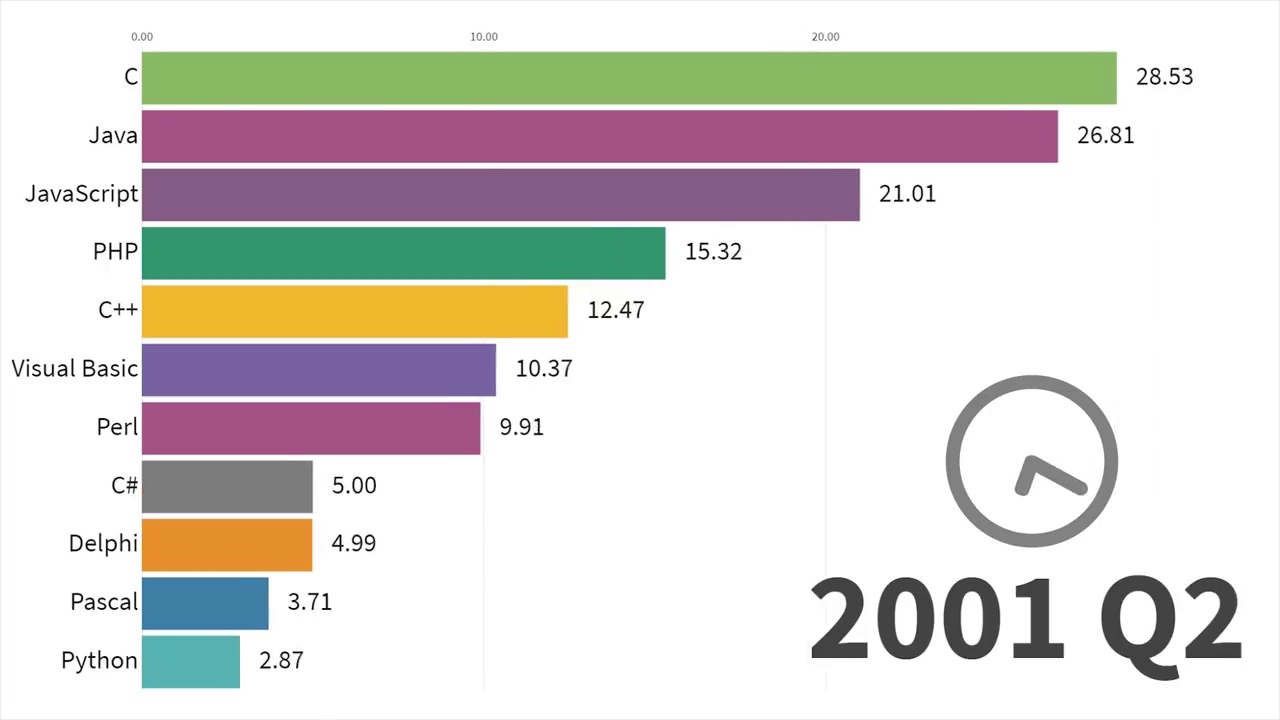 0.00 10.00 20.00
C 28.53
Java 26.81
JavaScript 21.01
PHP 15.32
C++ 12.47
Visual Basic 10.37
Perl 9.91
C# 5.00
Delphi 4.99
Pascal 3.71
Python 2.87
2001 Q2